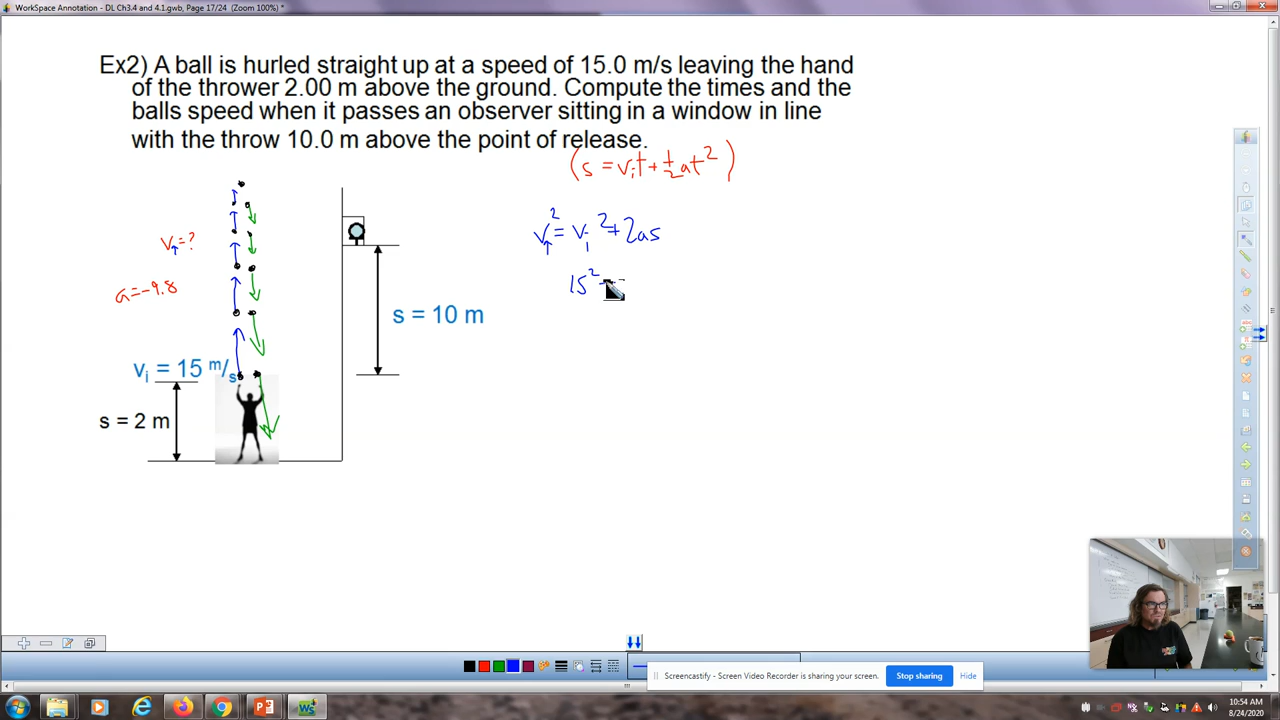 WorkSpace Annotation - DL Ch3.4 and 4.1.gwb, Page 17/24 (Zoom 100%) *
Ex2) A ball is hurled straight up at a speed of 15.0 m/s leaving the hand
of the thrower 2.00 m above the ground. Compute the times and the
balls speed when it passes an observer sitting in a window in line
with the throw 10.0 m above the point of release.
(s = vᵢt + ½at²)
v↑=?
v↑² = vᵢ² + 2as
a=-9.8
15²
s = 10 m
vᵢ = 15 ᵐ/ₛ
s = 2 m
Screencastify - Screen Video Recorder is sharing your screen.
Stop sharing
Hide
10:54 AM
8/24/2020